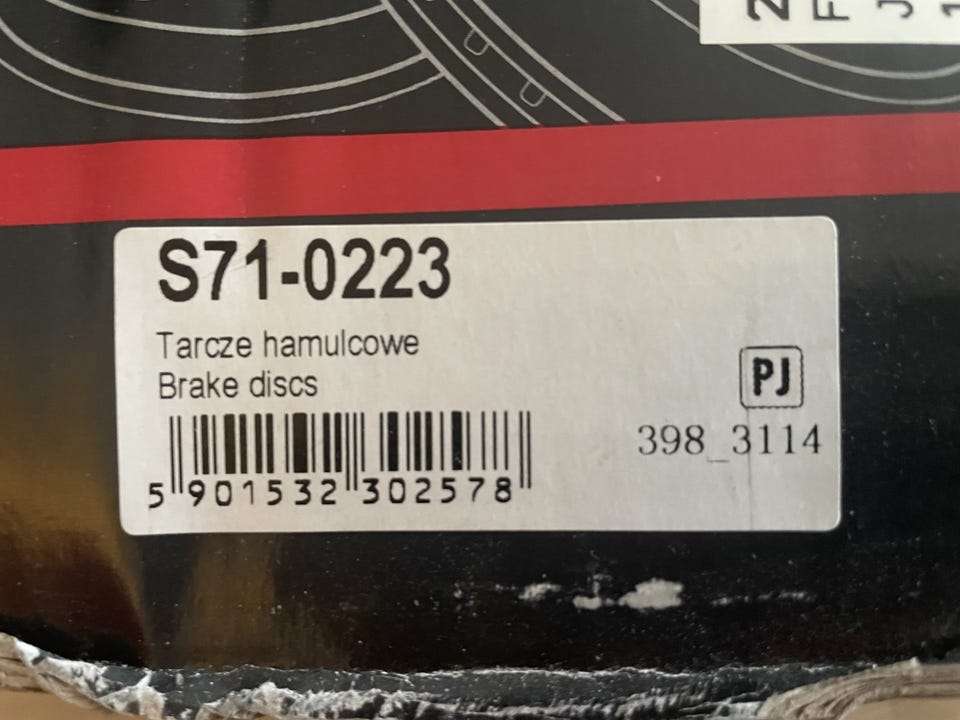 S71-0223
Tarcze hamulcowe
Brake discs
PJ
398_3114
5 901532 302578